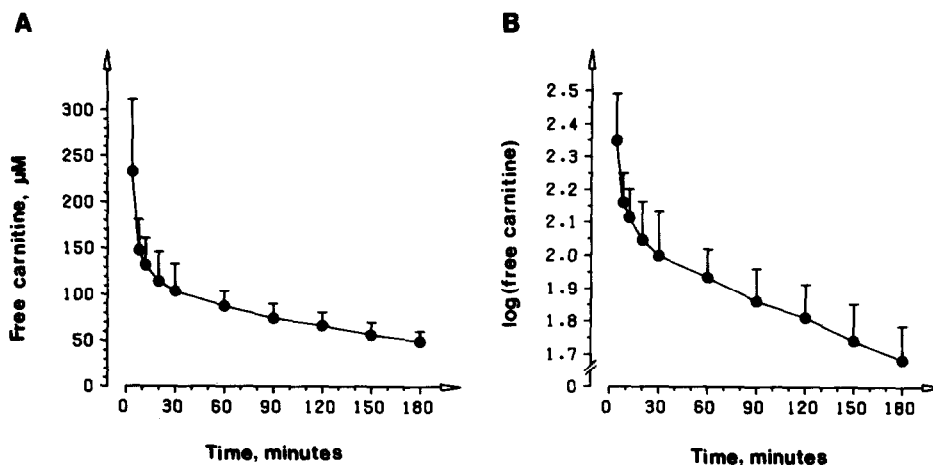 A
Free carnitine, µM
300
250
200
150
100
50
0
0 30 60 90 120 150 180
Time, minutes
B
log(free carnitine)
2.5
2.4
2.3
2.2
2.1
2.0
1.9
1.8
1.7
0
0 30 60 90 120 150 180
Time, minutes